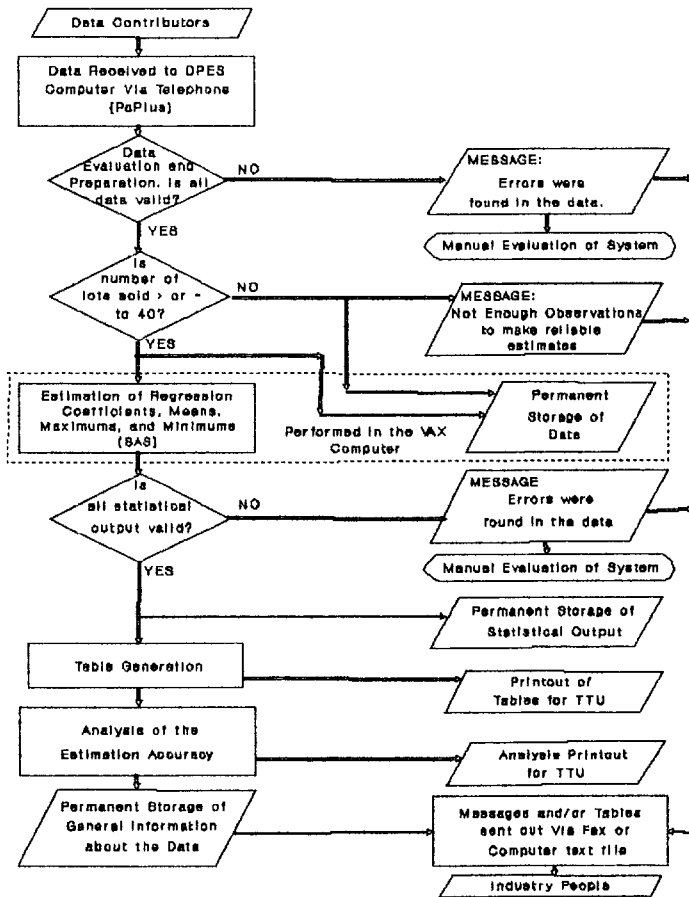 Data Contributors
Data Received to DPES
Computer Via Telephone
(PcPlus)
Data
Evaluation and
Preparation. Is all
data valid?
NO
MESSAGE:
Errors were
found in the data.
YES
Manual Evaluation of System
Is
number of
lots sold > or =
to 40?
NO
MESSAGE:
Not Enough Observations
to make reliable
estimates
YES
Estimation of Regression
Coefficients, Means,
Maximums, and Minimums
(SAS)
Performed in the VAX
Computer
Permanent
Storage of
Data
Is
all statistical
output valid?
NO
MESSAGE
Errors were
found in the data
YES
Manual Evaluation of System
Permanent Storage of
Statistical Output
Table Generation
Printout of
Tables for TTU
Analysis of the
Estimation Accuracy
Analysis Printout
for TTU
Permanent Storage of
General Information
about the Data
Messages and/or Tables
sent out Via Fax or
Computer text file
Industry People